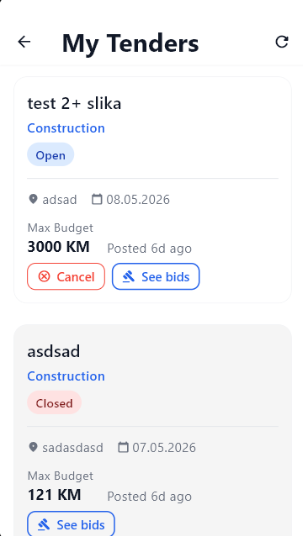 My Tenders
test 2+ slika
Construction
Open
adsad 08.05.2026
Max Budget
3000 KM Posted 6d ago
Cancel See bids
asdsad
Construction
Closed
sadasdasd 07.05.2026
Max Budget
121 KM Posted 6d ago
See bids